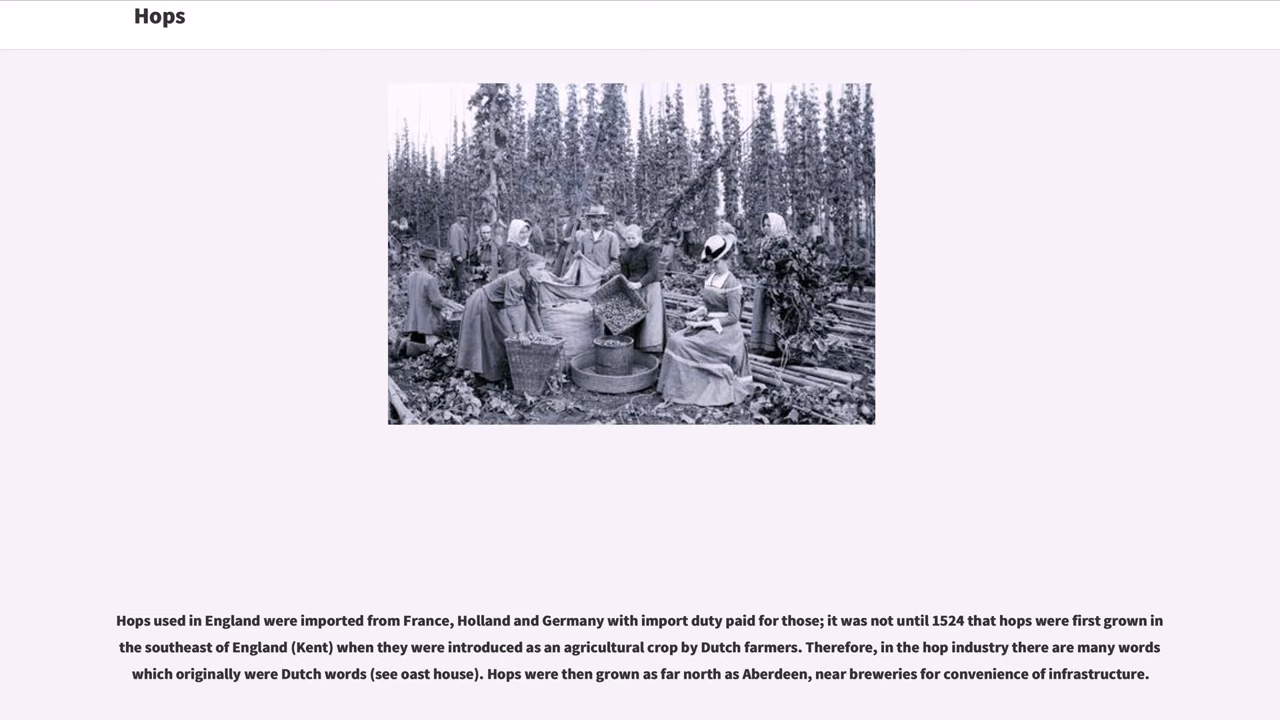 Hops
Hops used in England were imported from France, Holland and Germany with import duty paid for those; it was not until 1524 that hops were first grown in
the southeast of England (Kent) when they were introduced as an agricultural crop by Dutch farmers. Therefore, in the hop industry there are many words
which originally were Dutch words (see oast house). Hops were then grown as far north as Aberdeen, near breweries for convenience of infrastructure.